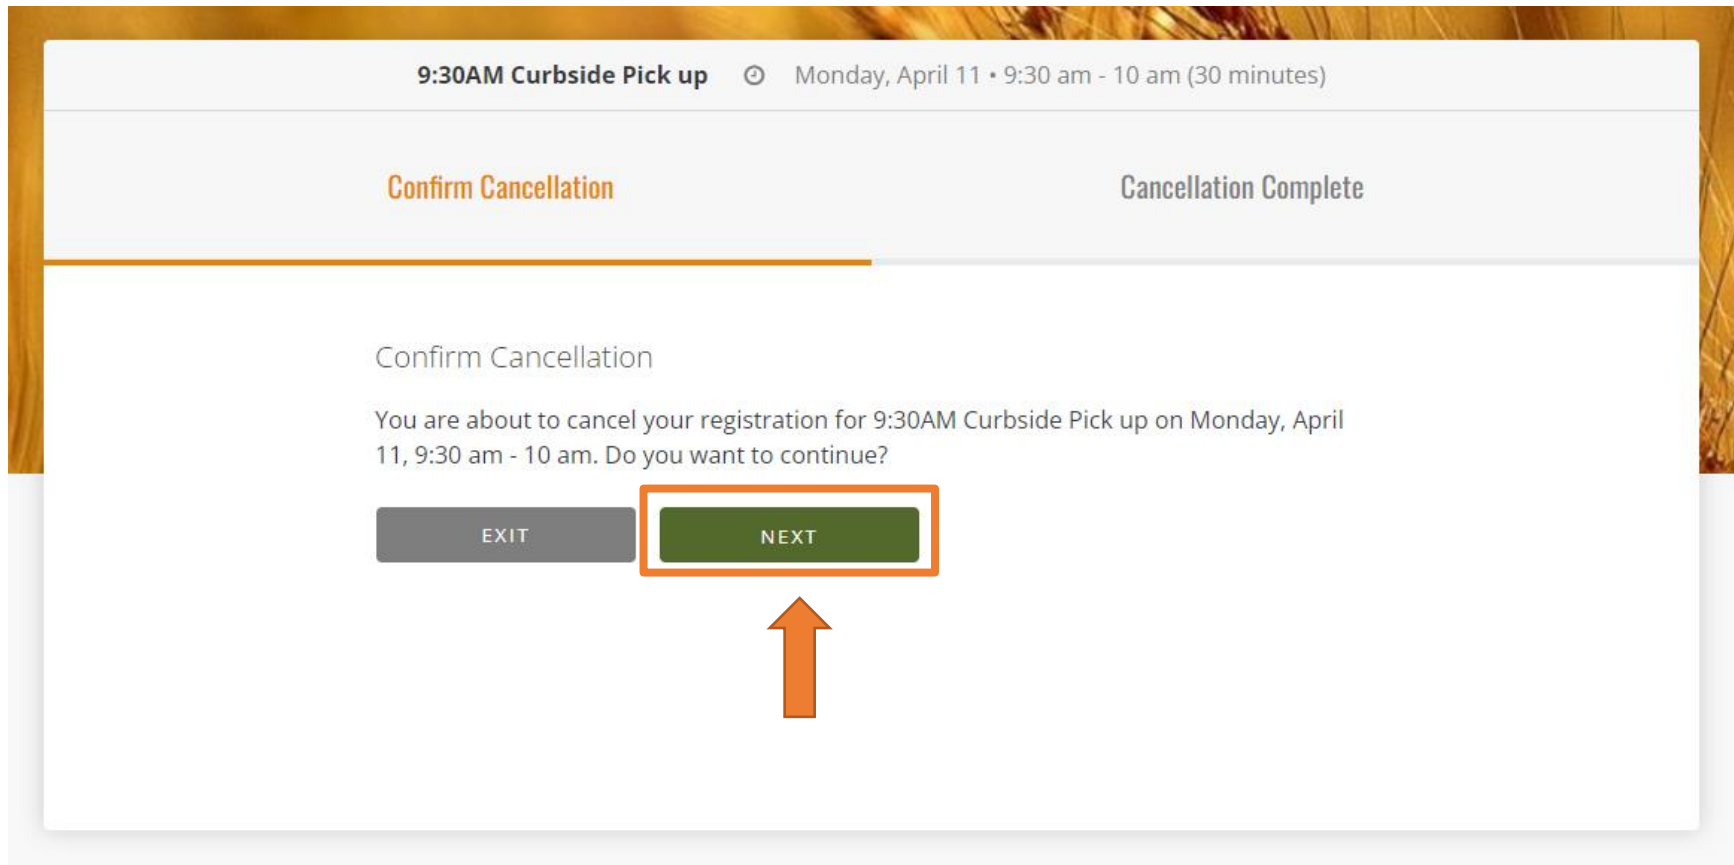 9:30AM Curbside Pick up Monday, April 11 • 9:30 am - 10 am (30 minutes)
Confirm Cancellation
Cancellation Complete
Confirm Cancellation
You are about to cancel your registration for 9:30AM Curbside Pick up on Monday, April
11, 9:30 am - 10 am. Do you want to continue?
EXIT
NEXT